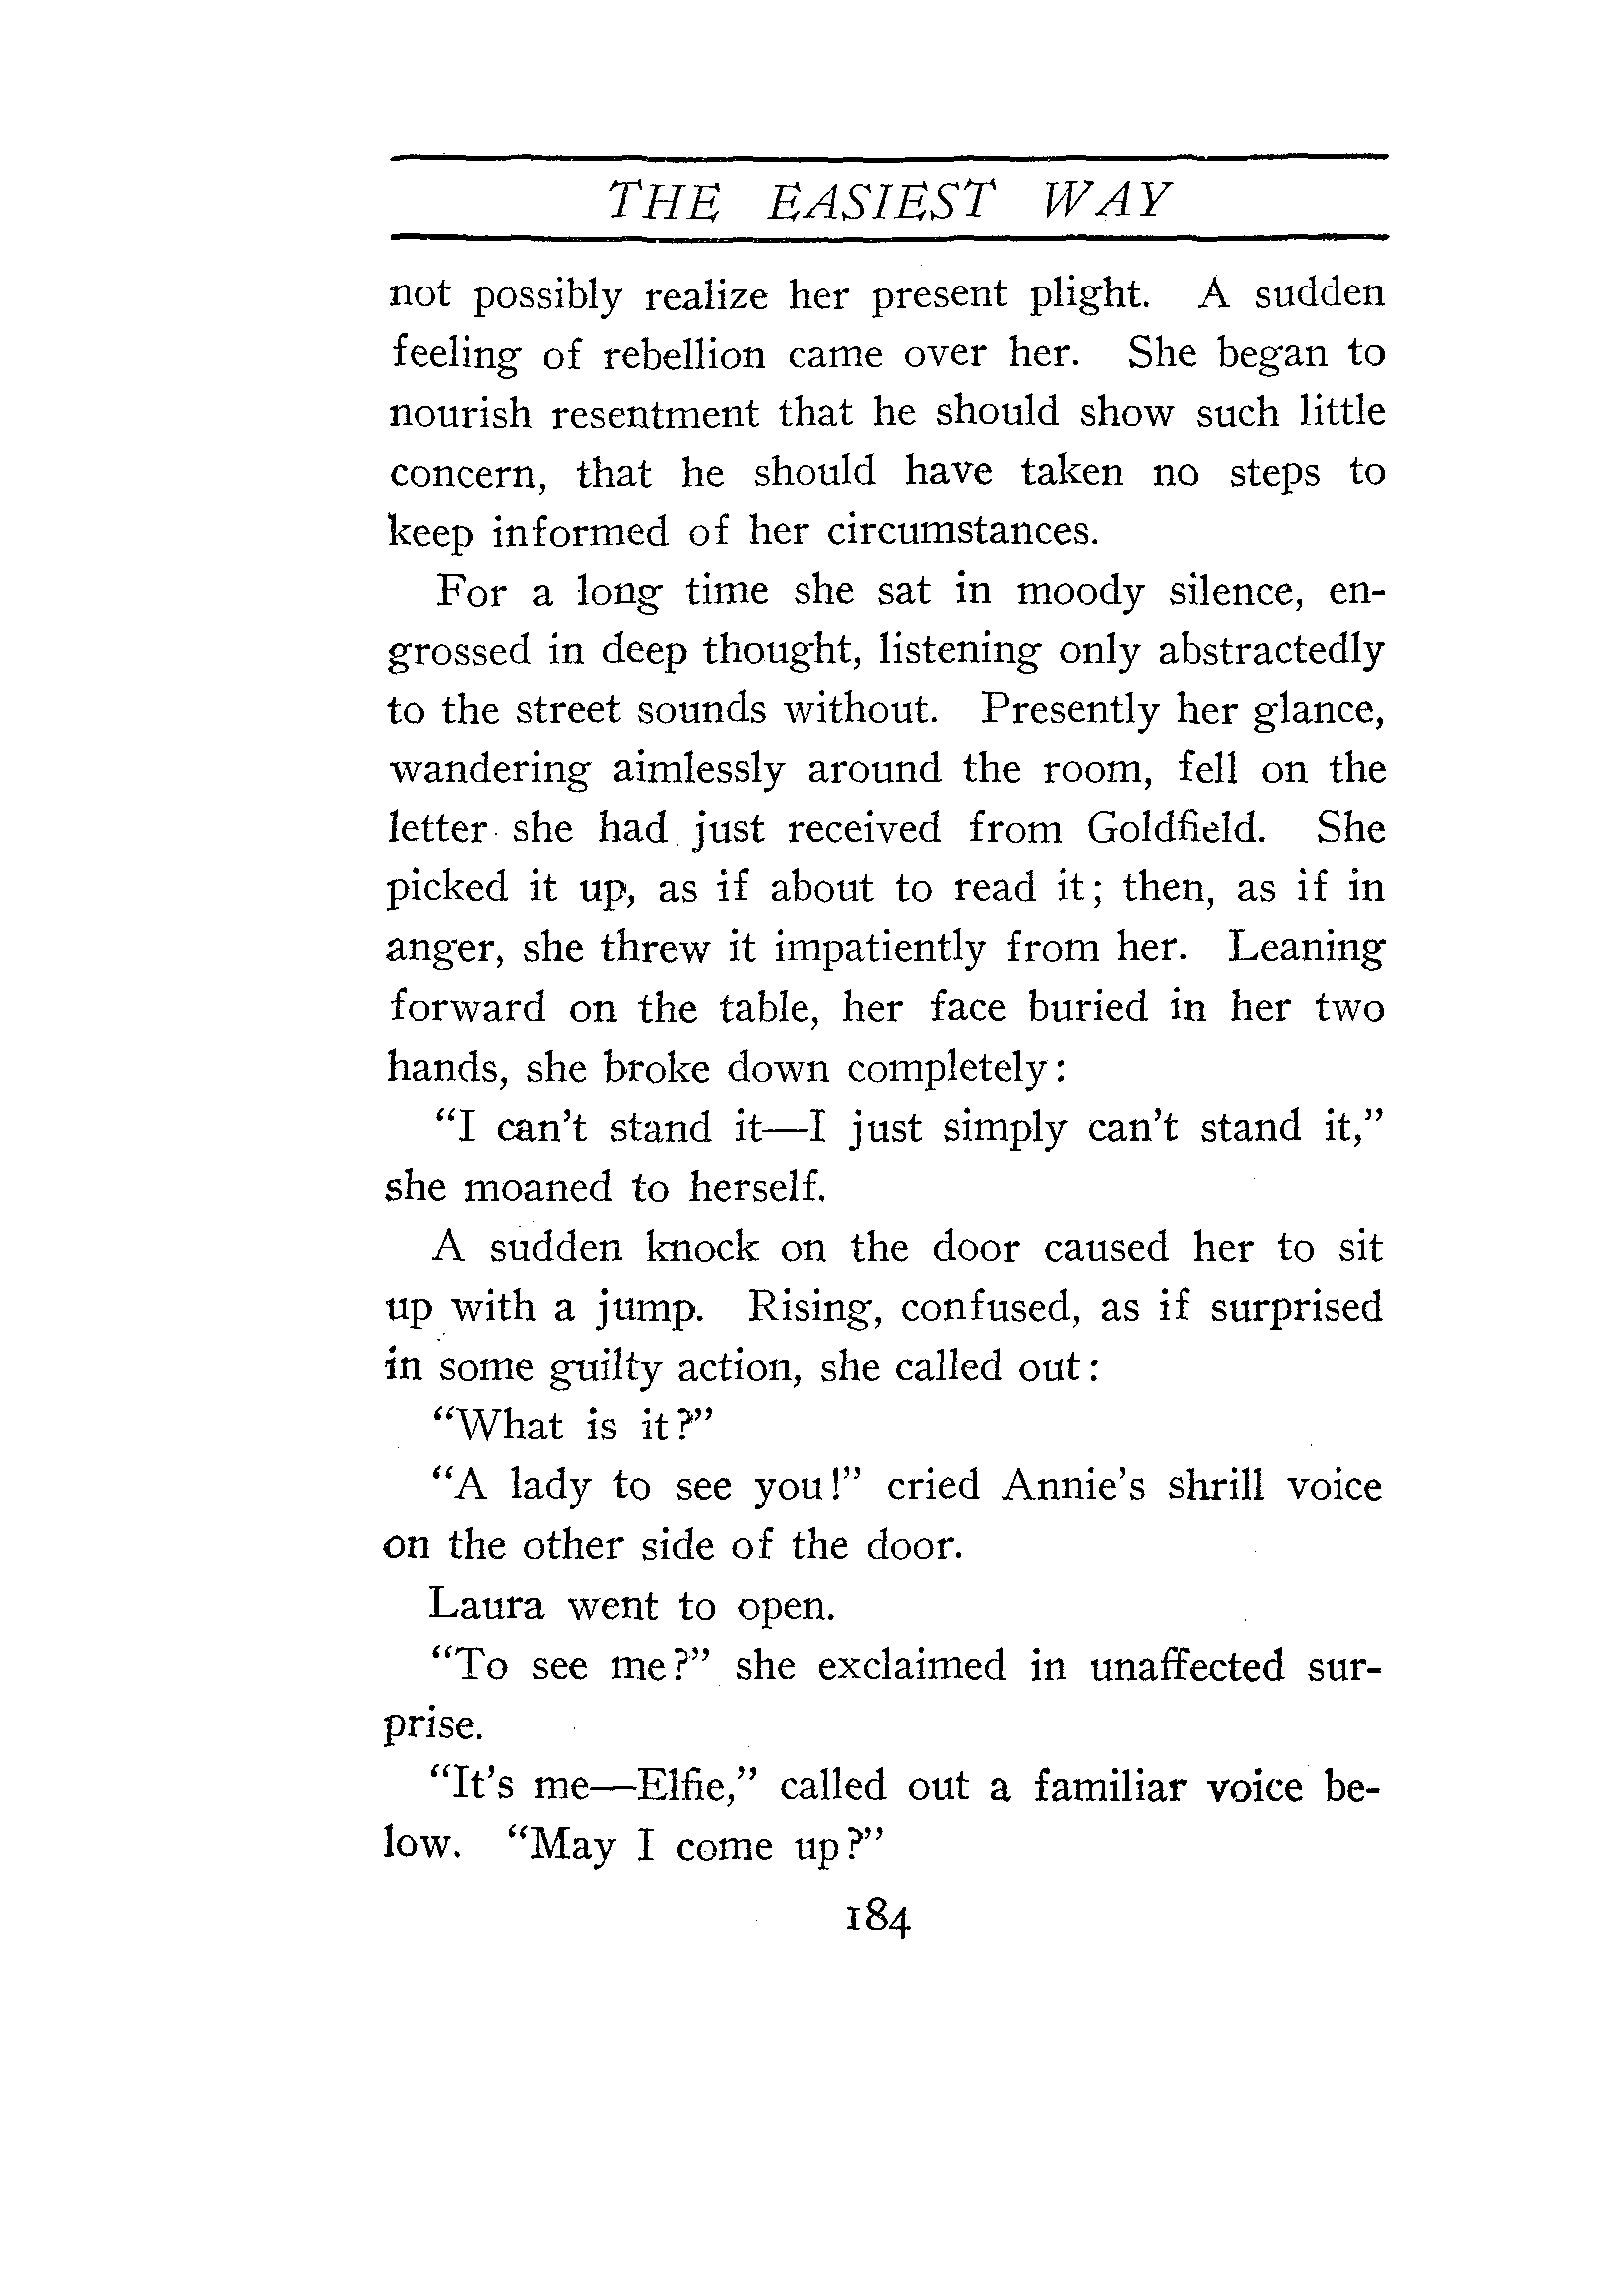 THE EASIEST WAY
not possibly realize her present plight. A sudden
feeling of rebellion came over her. She began to
nourish resentment that he should show such little
concern, that he should have taken no steps to
keep informed of her circumstances.
For a long time she sat in moody silence, en-
grossed in deep thought, listening only abstractedly
to the street sounds without. Presently her glance,
wandering aimlessly around the room, fell on the
letter she had just received from Goldfield. She
picked it up, as if about to read it; then, as if in
anger, she threw it impatiently from her. Leaning
forward on the table, her face buried in her two
hands, she broke down completely:
“I can’t stand it—I just simply can’t stand it,”
she moaned to herself.
A sudden knock on the door caused her to sit
up with a jump. Rising, confused, as if surprised
in some guilty action, she called out:
“What is it?”
“A lady to see you!” cried Annie’s shrill voice
on the other side of the door.
Laura went to open.
“To see me?” she exclaimed in unaffected sur-
prise.
“It’s me—Elfie,” called out a familiar voice be-
low. “May I come up?”
184